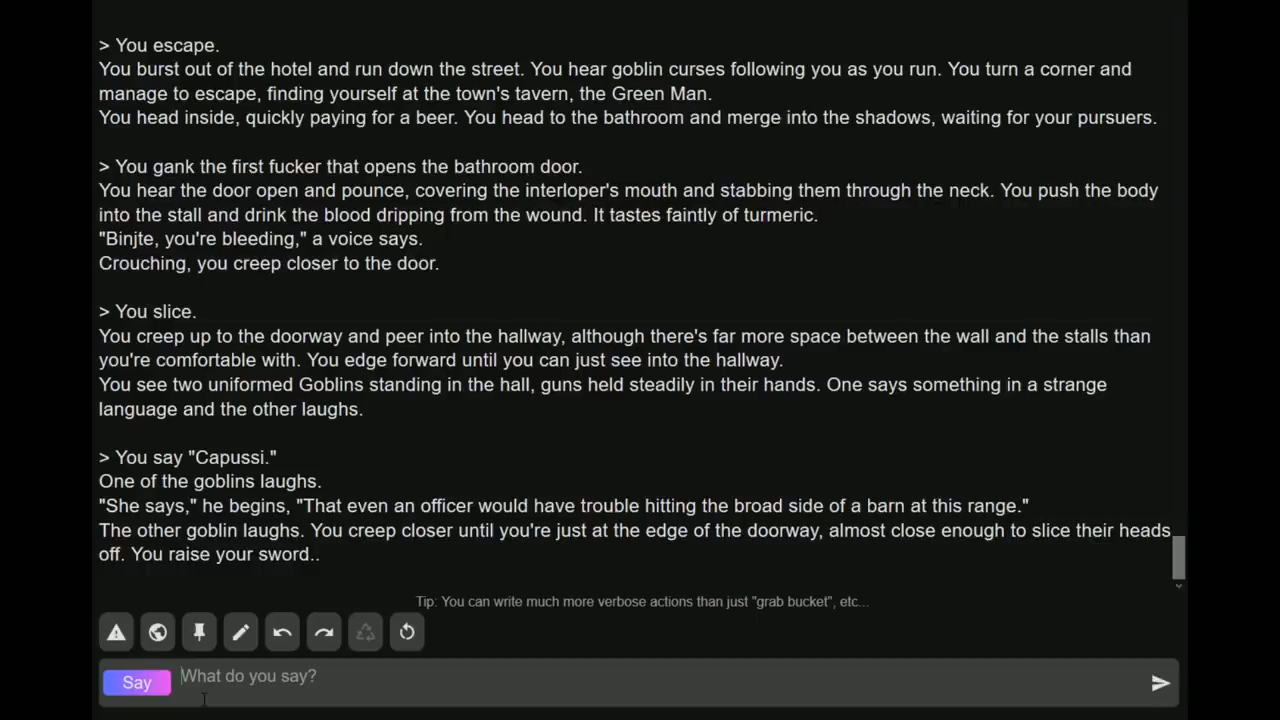 > You escape.
You burst out of the hotel and run down the street. You hear goblin curses following you as you run. You turn a corner and
manage to escape, finding yourself at the town's tavern, the Green Man.
You head inside, quickly paying for a beer. You head to the bathroom and merge into the shadows, waiting for your pursuers.
> You gank the first fucker that opens the bathroom door.
You hear the door open and pounce, covering the interloper's mouth and stabbing them through the neck. You push the body
into the stall and drink the blood dripping from the wound. It tastes faintly of turmeric.
"Binjte, you're bleeding," a voice says.
Crouching, you creep closer to the door.
> You slice.
You creep up to the doorway and peer into the hallway, although there's far more space between the wall and the stalls than
you're comfortable with. You edge forward until you can just see into the hallway.
You see two uniformed Goblins standing in the hall, guns held steadily in their hands. One says something in a strange
language and the other laughs.
> You say "Capussi."
One of the goblins laughs.
"She says," he begins, "That even an officer would have trouble hitting the broad side of a barn at this range."
The other goblin laughs. You creep closer until you're just at the edge of the doorway, almost close enough to slice their heads
off. You raise your sword..
Tip: You can write much more verbose actions than just "grab bucket", etc...
Say What do you say?